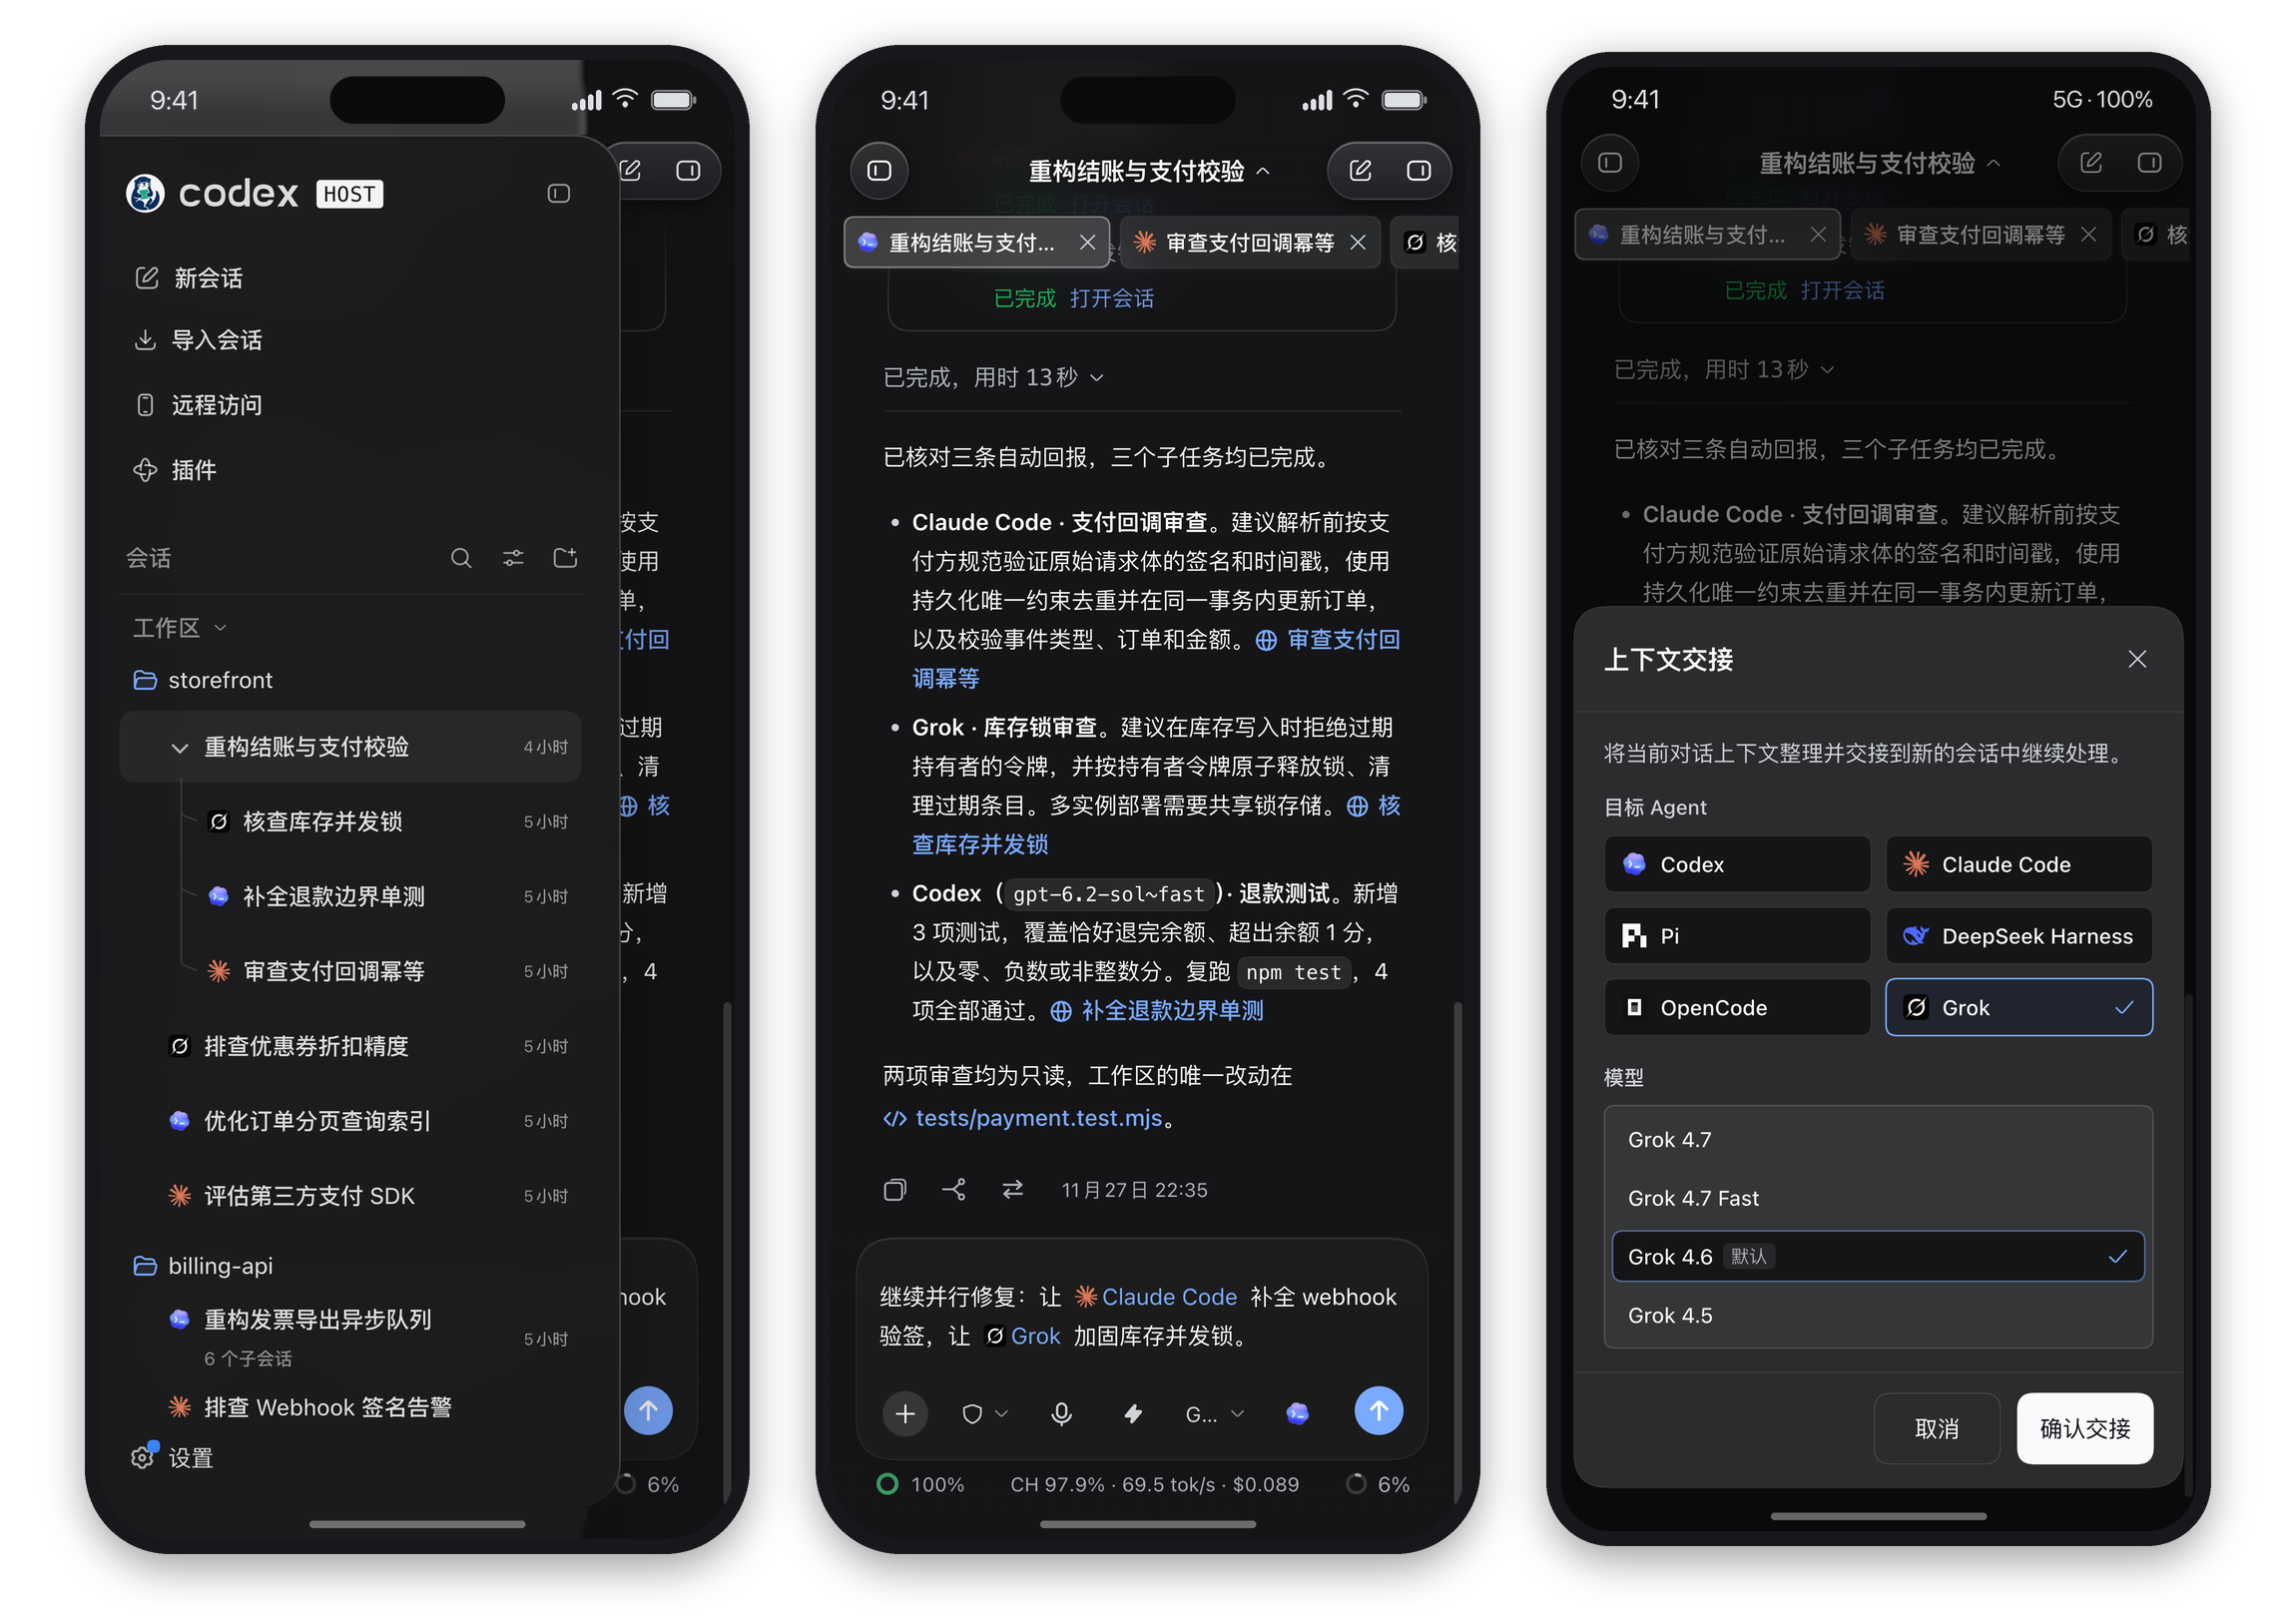 9:41
codex HOST
新会话
导入会话
远程访问
插件
会话
工作区
storefront
重构结账与支付校验 4小时
核查库存并发锁 5小时
补全退款边界单测 5小时
审查支付回调幂等 5小时
排查优惠券折扣精度 5小时
优化订单分页查询索引 5小时
评估第三方支付 SDK 5小时
billing-api
重构发票导出异步队列 5小时
6 个子会话
排查 Webhook 签名告警
设置
按支
使用
单，
付回
过期
、清
核
新增
分，
，4
hook
6%
9:41
重构结账与支付校验
已完成 打开会话
重构结账与支付... 审查支付回调幂等 核
已完成 打开会话
已完成，用时 13秒
已核对三条自动回报，三个子任务均已完成。
• Claude Code · 支付回调审查。建议解析前按支
付方规范验证原始请求体的签名和时间戳，使用
持久化唯一约束去重并在同一事务内更新订单，
以及校验事件类型、订单和金额。 审查支付回
调幂等
• Grok · 库存锁审查。建议在库存写入时拒绝过期
持有者的令牌，并按持有者令牌原子释放锁、清
理过期条目。多实例部署需要共享锁存储。 核
查库存并发锁
• Codex（gpt-6.2-sol~fast）· 退款测试。新增
3 项测试，覆盖恰好退完余额、超出余额 1 分，
以及零、负数或非整数分。复跑 npm test，4
项全部通过。 补全退款边界单测
两项审查均为只读，工作区的唯一改动在
tests/payment.test.mjs。
11月27日 22:35
继续并行修复：让 Claude Code 补全 webhook
验签，让 Grok 加固库存并发锁。
G...
100% CH 97.9% · 69.5 tok/s · $0.089 6%
9:41 5G · 100%
重构结账与支付校验
重构结账与支付... 审查支付回调幂等 核
已完成 打开会话
已完成，用时 13秒
已核对三条自动回报，三个子任务均已完成。
• Claude Code · 支付回调审查。建议解析前按支
付方规范验证原始请求体的签名和时间戳，使用
持久化唯一约束去重并在同一事务内更新订单，
上下文交接
将当前对话上下文整理并交接到新的会话中继续处理。
目标 Agent
Codex Claude Code
Pi DeepSeek Harness
OpenCode Grok
模型
Grok 4.7
Grok 4.7 Fast
Grok 4.6 默认
Grok 4.5
取消 确认交接